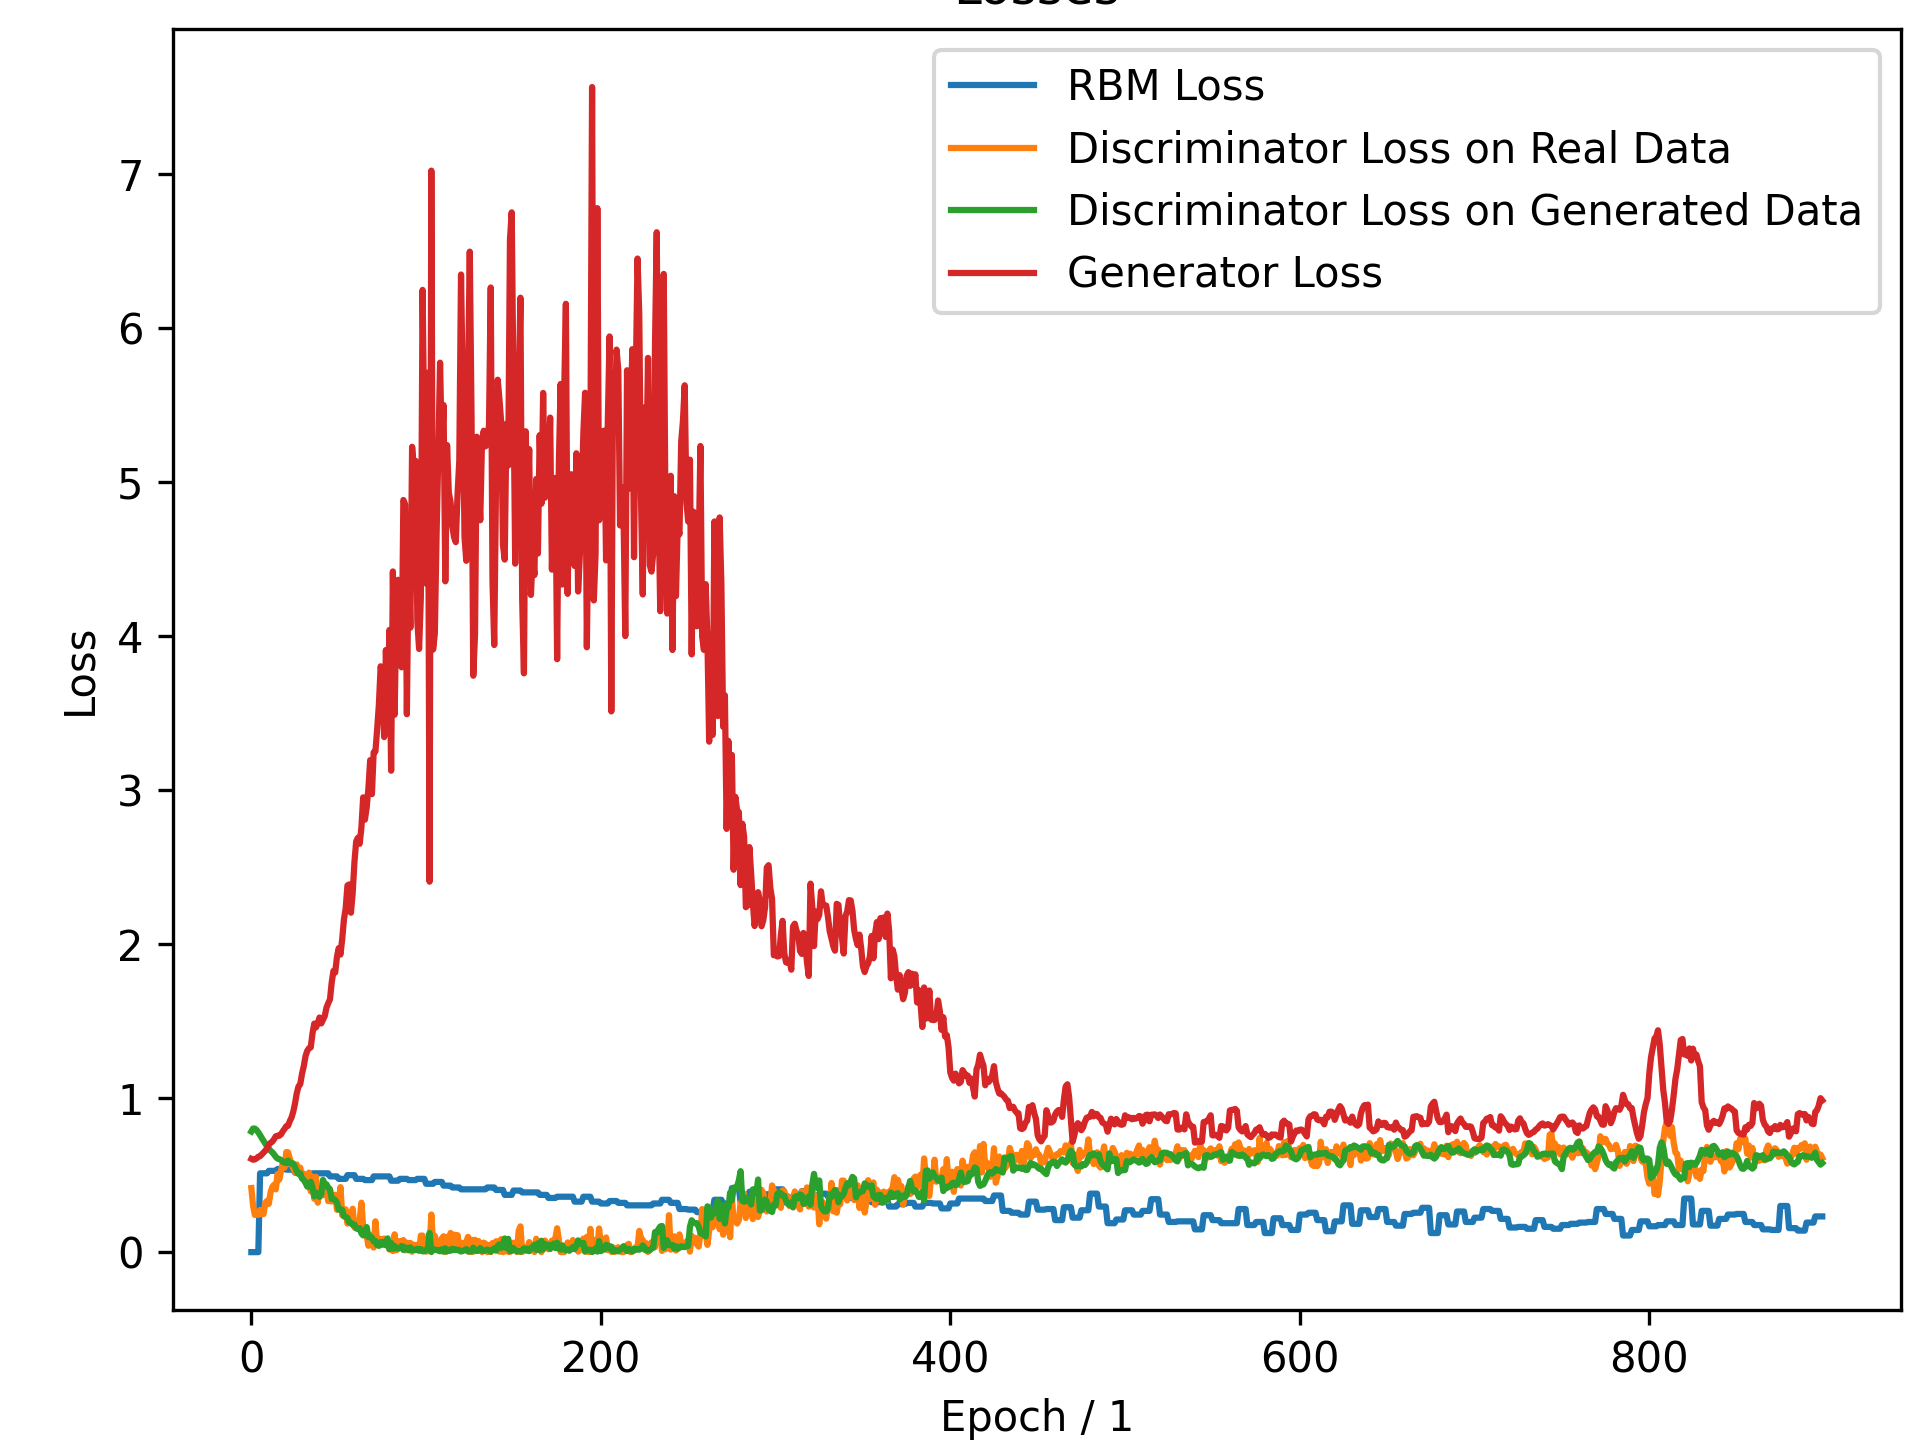 Losses
RBM Loss
Discriminator Loss on Real Data
Discriminator Loss on Generated Data
Generator Loss
7
6
5
4
3
2
1
0
Loss
0 200 400 600 800
Epoch / 1